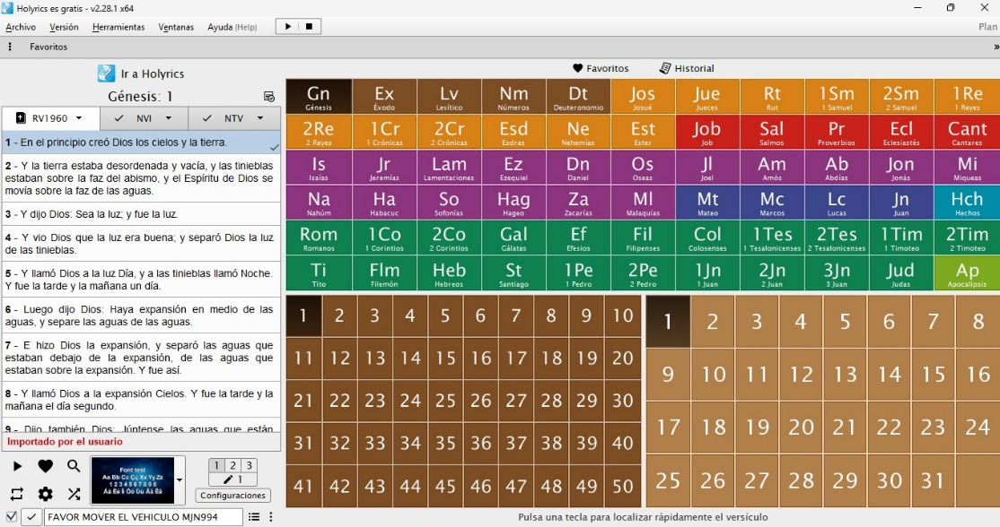 Holyrics es gratis - v2.28.1 x64
Archivo Versión Herramientas Ventanas Ayuda (Help) Plan
Favoritos »
Ir a Holyrics
Génesis: 1
RV1960 NVI NTV
1 - En el principio creó Dios los cielos y la tierra.
2 - Y la tierra estaba desordenada y vacía, y las tinieblas
estaban sobre la faz del abismo, y el Espíritu de Dios se
movía sobre la faz de las aguas.
3 - Y dijo Dios: Sea la luz; y fue la luz.
4 - Y vio Dios que la luz era buena; y separó Dios la luz
de las tinieblas.
5 - Y llamó Dios a la luz Día, y a las tinieblas llamó Noche.
Y fue la tarde y la mañana un día.
6 - Luego dijo Dios: Haya expansión en medio de las
aguas, y separe las aguas de las aguas.
7 - E hizo Dios la expansión, y separó las aguas que
estaban debajo de la expansión, de las aguas que
estaban sobre la expansión. Y fue así.
8 - Y llamó Dios a la expansión Cielos. Y fue la tarde y la
mañana el día segundo.
9 - Dijo también Dios: Júntense las aguas que están
Importado por el usuario
Font test
Aa Bb Cc Çç Xx Yy Zz
1 2 3 4 5 6 7 8 9 0
Áá Éé Íí Óó Úú Ãã Êê
1 2 3
1
Configuraciones
FAVOR MOVER EL VEHICULO MJN994
Favoritos Historial
Gn Ex Lv Nm Dt Jos Jue Rt 1Sm 2Sm 1Re
Génesis Éxodo Levítico Números Deuteronomio Josué Jueces Rut 1 Samuel 2 Samuel 1 Reyes
2Re 1Cr 2Cr Esd Ne Est Job Sal Pr Ecl Cant
2 Reyes 1 Crónicas 2 Crónicas Esdras Nehemías Ester Job Salmos Proverbios Eclesiastés Cantares
Is Jr Lam Ez Dn Os Jl Am Ab Jon Mi
Isaías Jeremías Lamentaciones Ezequiel Daniel Oseas Joel Amós Abdías Jonás Miqueas
Na Ha So Hag Za Ml Mt Mc Lc Jn Hch
Nahúm Habacuc Sofonías Hageo Zacarías Malaquías Mateo Marcos Lucas Juan Hechos
Rom 1Co 2Co Gal Ef Fil Col 1Tes 2Tes 1Tim 2Tim
Romanos 1 Corintios 2 Corintios Gálatas Efesios Filipenses Colosenses 1 Tesalonicenses 2 Tesalonicenses 1 Timoteo 2 Timoteo
Ti Flm Heb St 1Pe 2Pe 1Jn 2Jn 3Jn Jud Ap
Tito Filemón Hebreos Santiago 1 Pedro 2 Pedro 1 Juan 2 Juan 3 Juan Judas Apocalipsis
1 2 3 4 5 6 7 8 9 10
11 12 13 14 15 16 17 18 19 20
21 22 23 24 25 26 27 28 29 30
31 32 33 34 35 36 37 38 39 40
41 42 43 44 45 46 47 48 49 50
1 2 3 4 5 6 7 8
9 10 11 12 13 14 15 16
17 18 19 20 21 22 23 24
25 26 27 28 29 30 31
Pulsa una tecla para localizar rápidamente el versículo